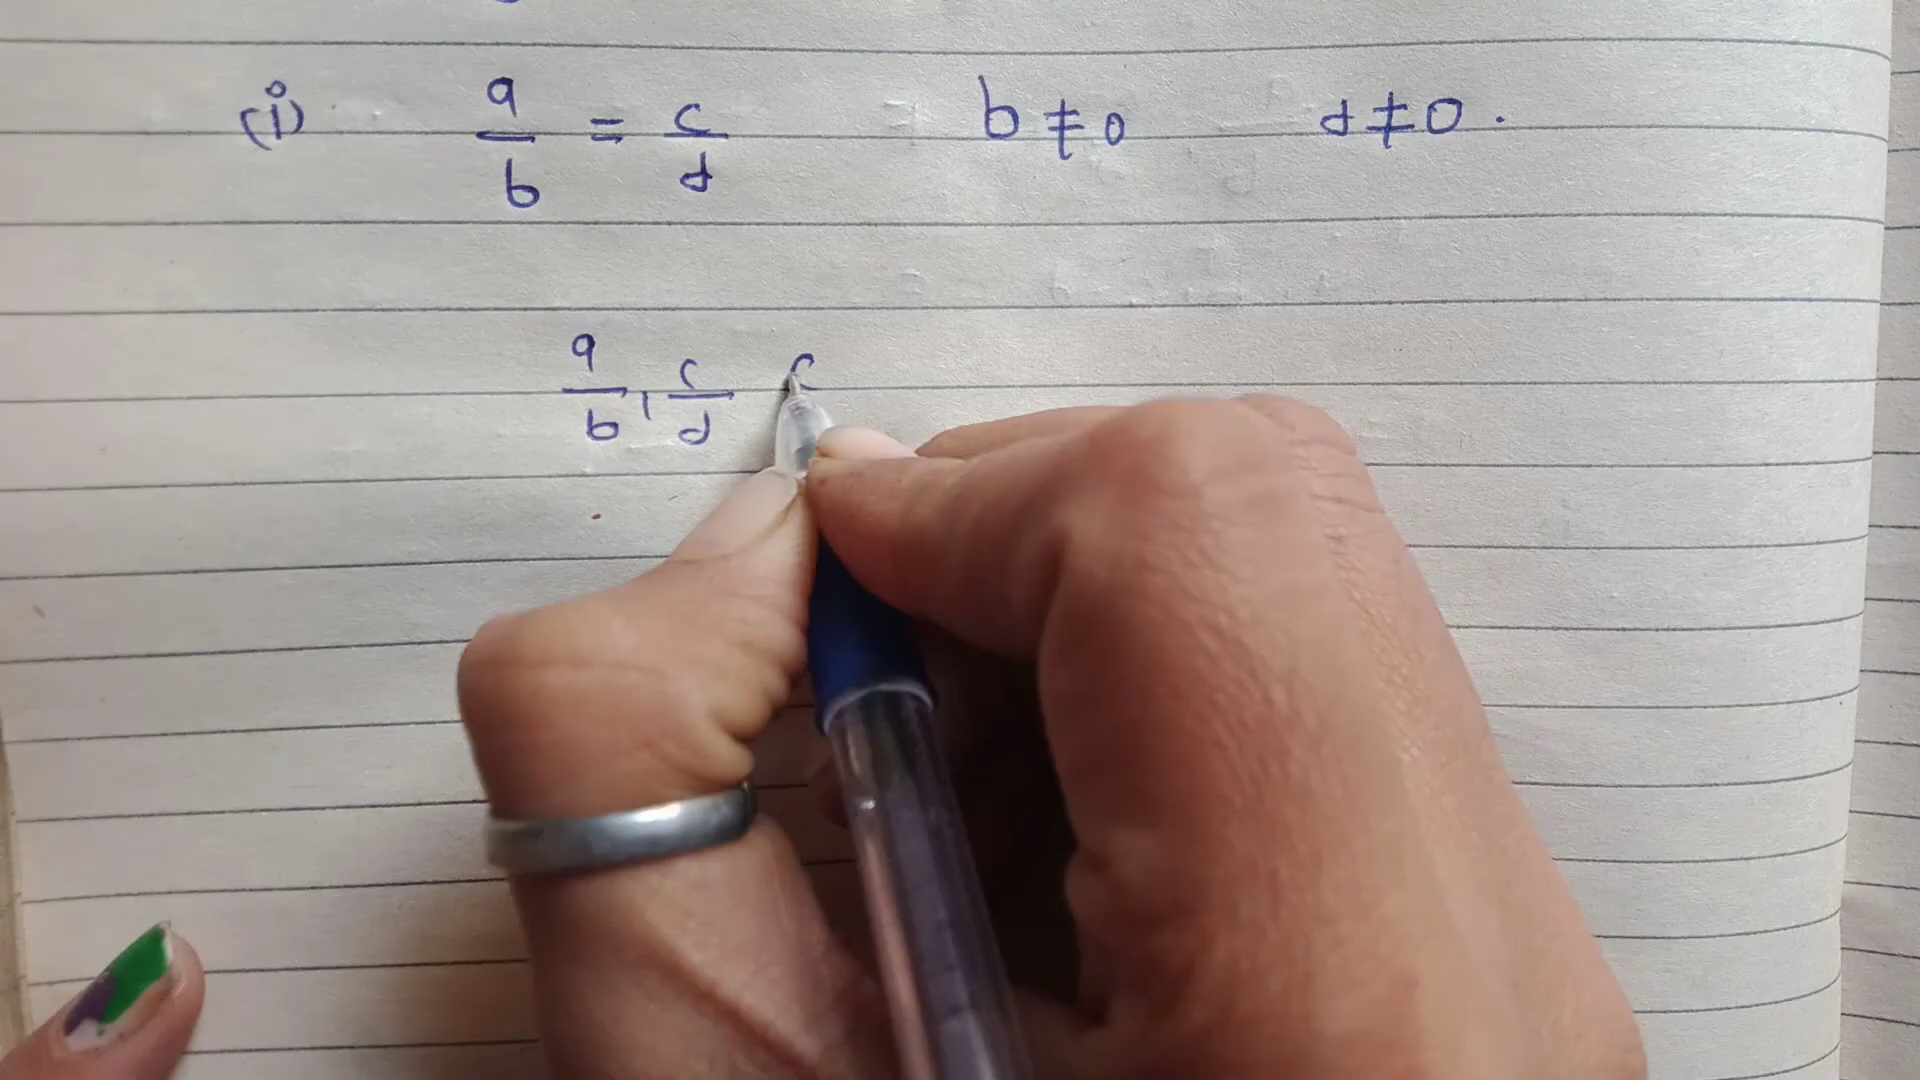 (i) a/b = c/d b ≠ 0 d ≠ 0 .
a/b , c/d